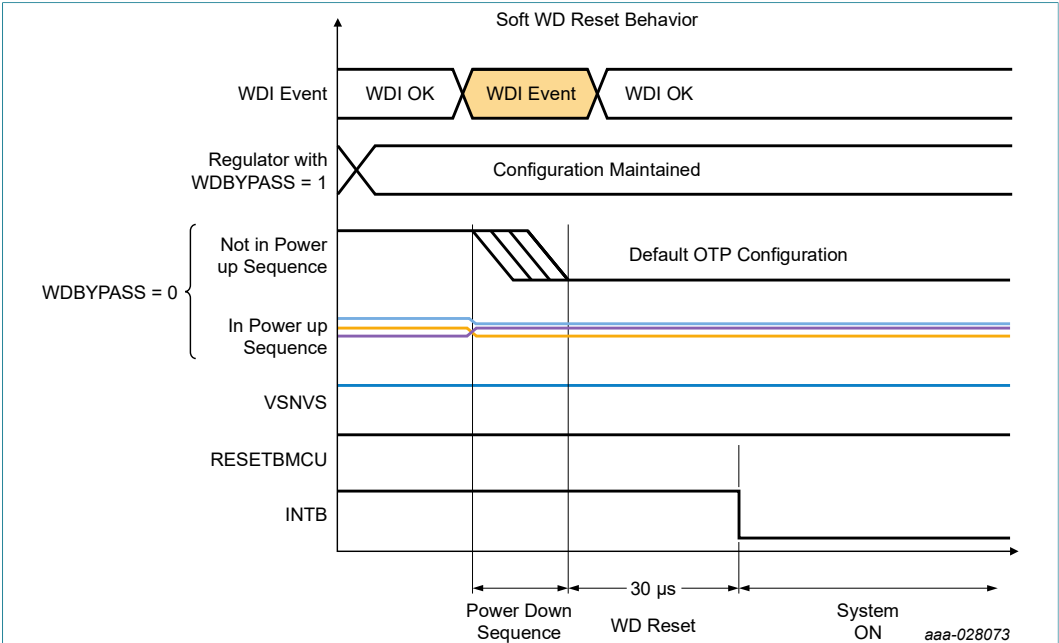 Soft WD Reset Behavior
WDI Event
WDI OK
WDI Event
WDI OK
Regulator with
WDBYPASS = 1
Configuration Maintained
WDBYPASS = 0
Not in Power
up Sequence
Default OTP Configuration
In Power up
Sequence
VSNVS
RESETBMCU
INTB
30 µs
Power Down
Sequence
WD Reset
System
ON
aaa-028073